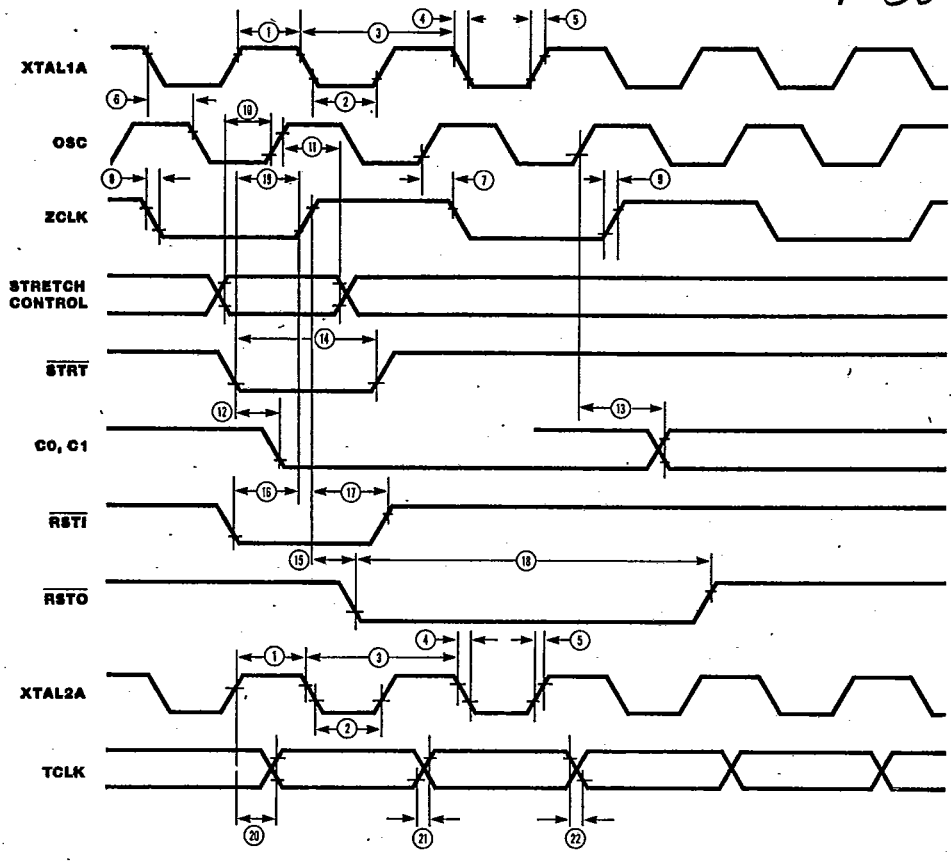 ① ③ ④ ⑤
XTAL1A
②
⑥ ⑩
OSC
⑪
⑧ ⑲ ⑦ ⑨
ZCLK
STRETCH
CONTROL
⑭
STRT
⑫ ⑬
C0, C1
⑯ ⑰
RSTI
⑮ ⑱
RSTO
④ ⑤
① ③
XTAL2A
②
TCLK
⑳ ㉑ ㉒